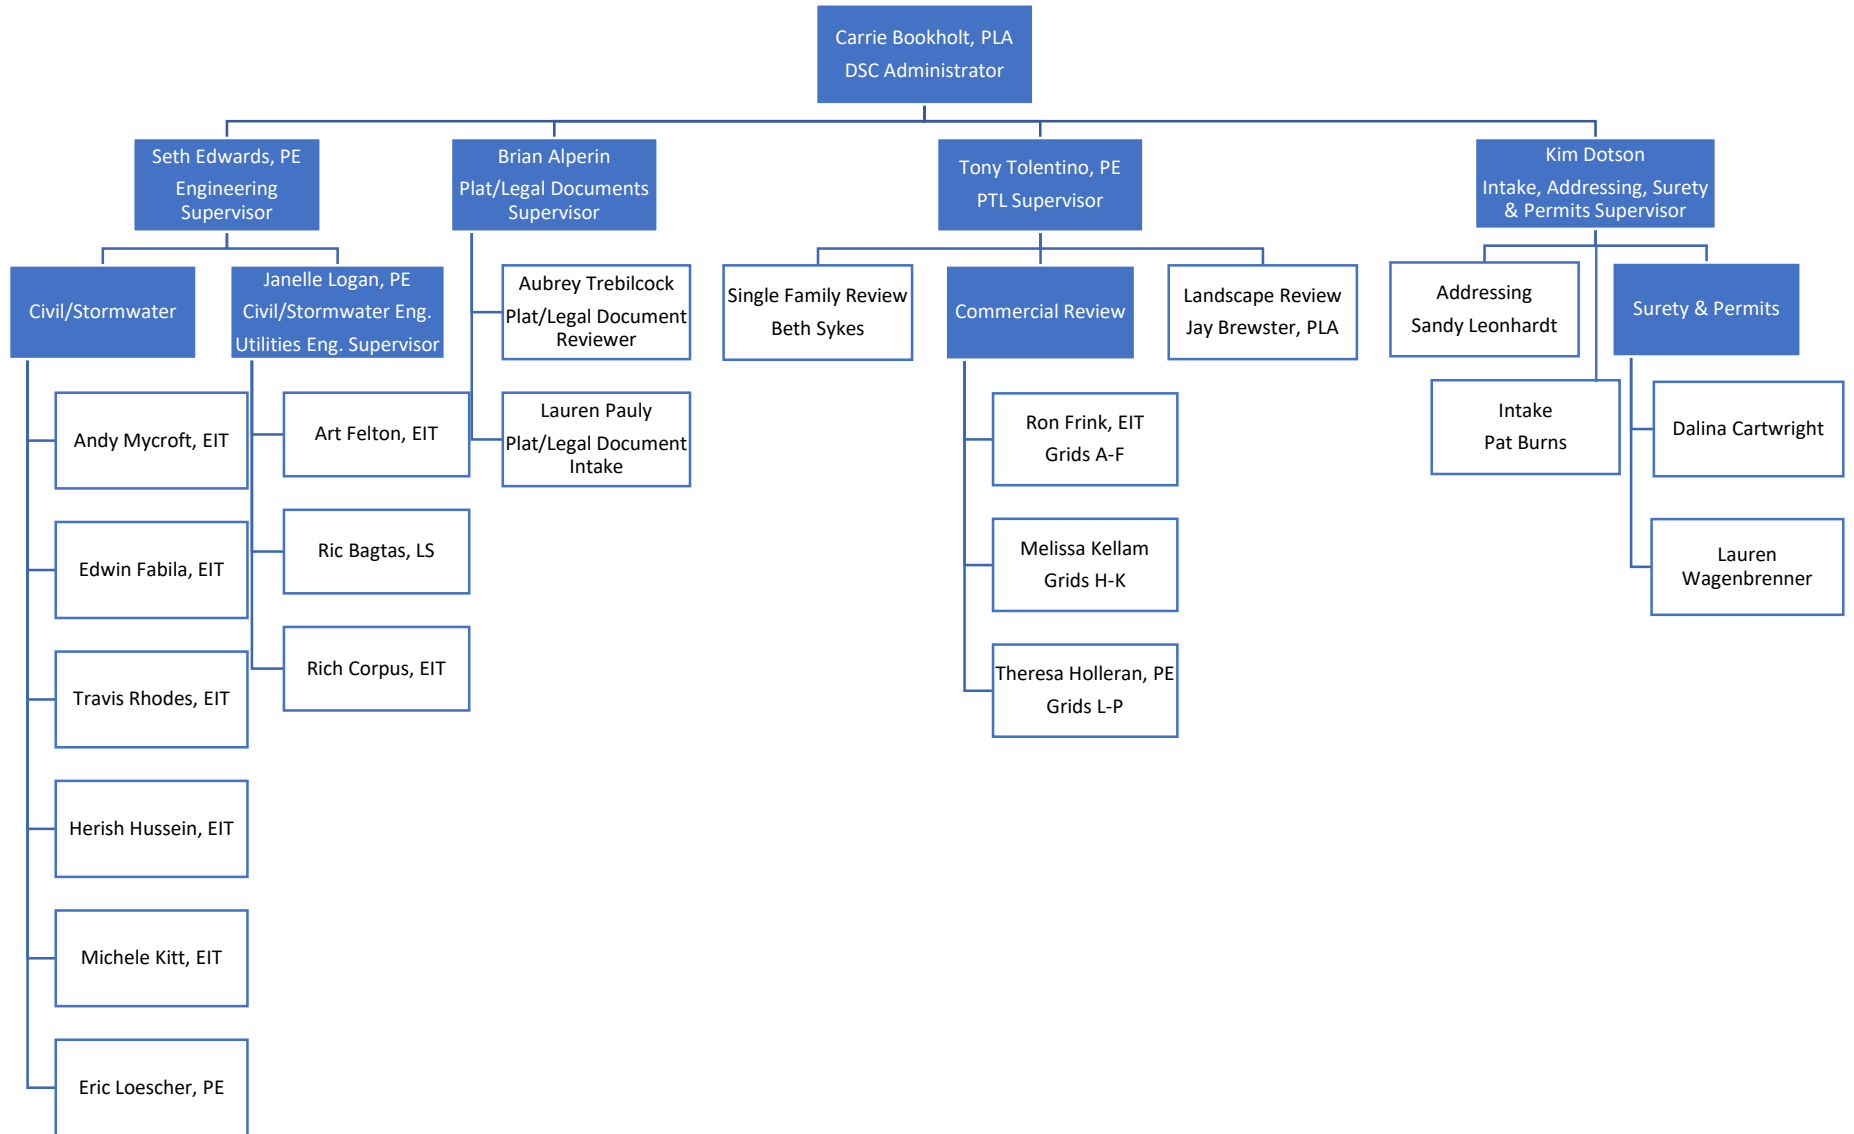 Carrie Bookholt, PLA
DSC Administrator
Seth Edwards, PE
Engineering
Supervisor
Brian Alperin
Plat/Legal Documents
Supervisor
Tony Tolentino, PE
PTL Supervisor
Kim Dotson
Intake, Addressing, Surety
& Permits Supervisor
Civil/Stormwater
Janelle Logan, PE
Civil/Stormwater Eng.
Utilities Eng. Supervisor
Aubrey Trebilcock
Plat/Legal Document
Reviewer
Single Family Review
Beth Sykes
Commercial Review
Landscape Review
Jay Brewster, PLA
Addressing
Sandy Leonhardt
Surety & Permits
Andy Mycroft, EIT
Art Felton, EIT
Lauren Pauly
Plat/Legal Document
Intake
Ron Frink, EIT
Grids A-F
Intake
Pat Burns
Dalina Cartwright
Edwin Fabila, EIT
Ric Bagtas, LS
Melissa Kellam
Grids H-K
Lauren
Wagenbrenner
Travis Rhodes, EIT
Rich Corpus, EIT
Theresa Holleran, PE
Grids L-P
Herish Hussein, EIT
Michele Kitt, EIT
Eric Loescher, PE